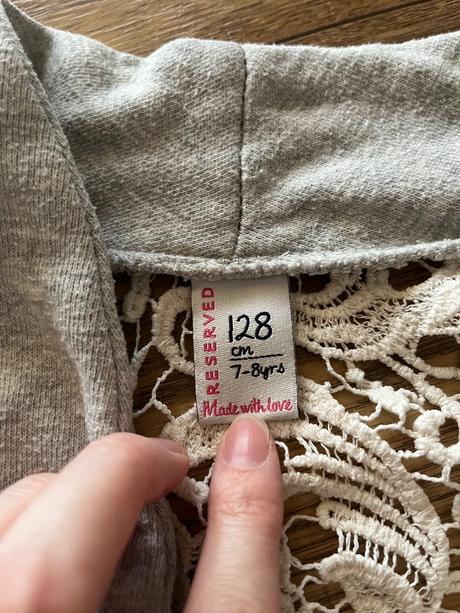 RESERVED
128
cm
7-8yrs
Made with love